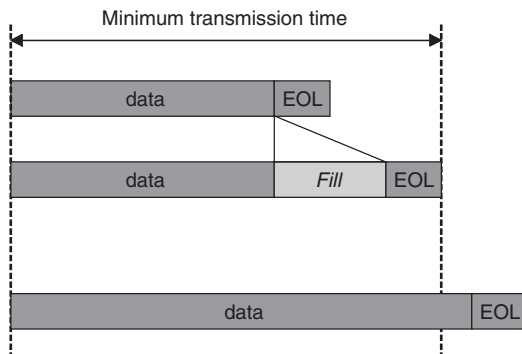 Minimum transmission time
data EOL
data Fill EOL
data EOL